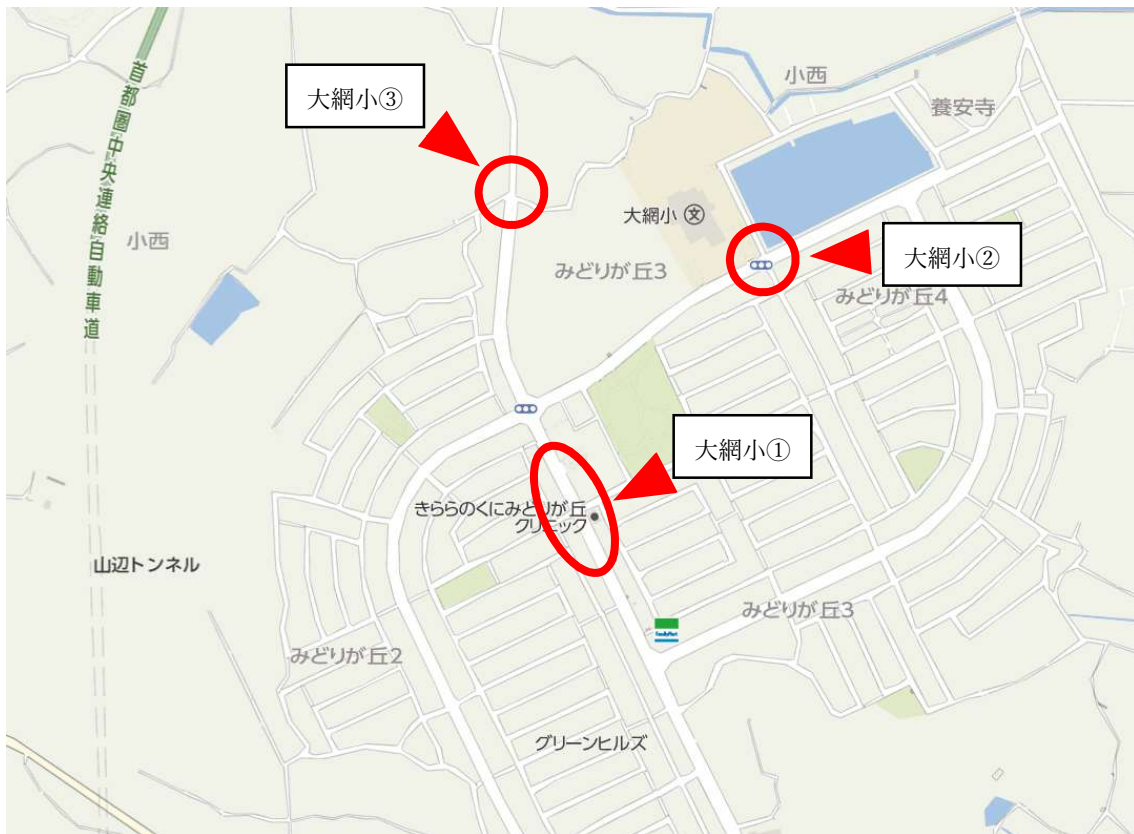 首都圏中央連絡自動車道
大網小③
小西
養安寺
小西
大網小
文
大網小②
みどりが丘3
みどりが丘4
大網小①
きららのくにみどりが丘
クリニック
山辺トンネル
みどりが丘3
FamilyMart
みどりが丘2
グリーンヒルズ